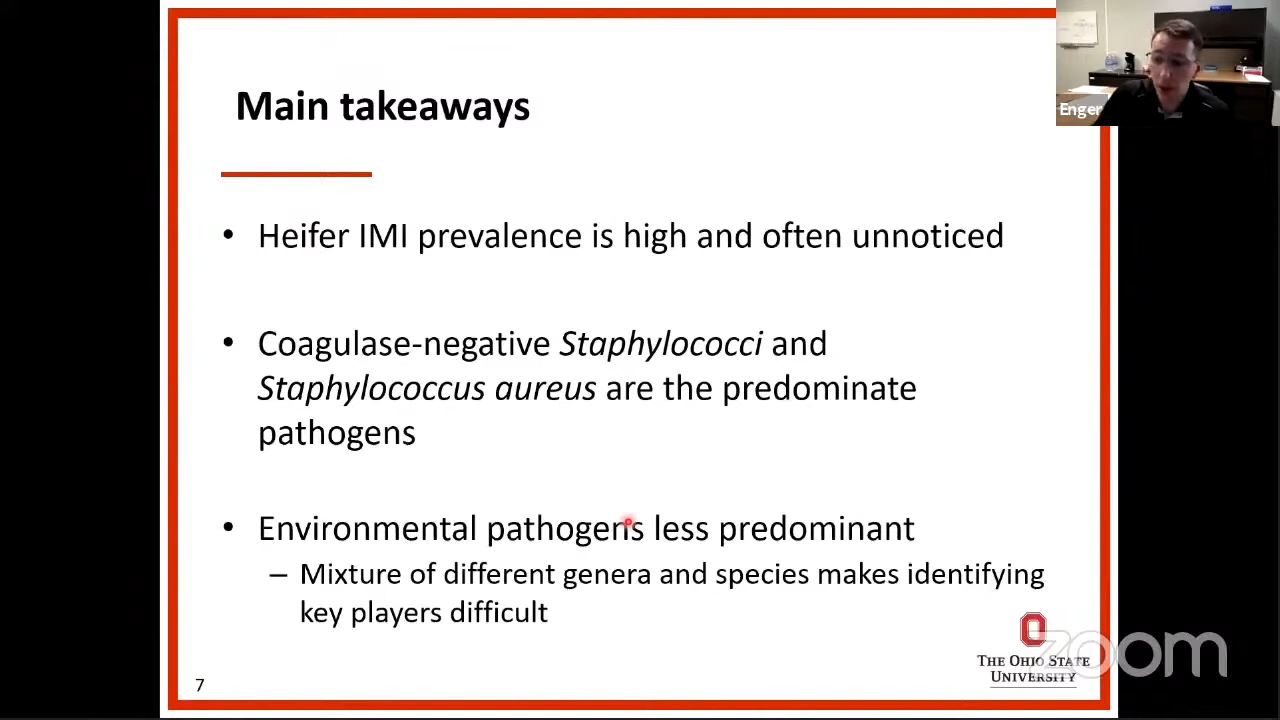 Main takeaways
Enger
• Heifer IMI prevalence is high and often unnoticed
• Coagulase-negative Staphylococci and
Staphylococcus aureus are the predominate
pathogens
• Environmental pathogens less predominant
– Mixture of different genera and species makes identifying
key players difficult
THE OHIO STATE
UNIVERSITY
zoom
7